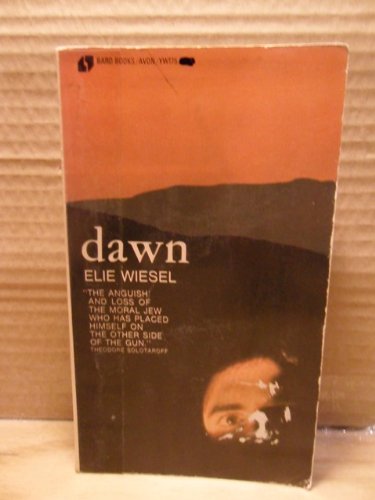 BARD BOOKS/AVON/YW176
dawn
ELIE WIESEL
"THE ANGUISH
AND LOSS OF
THE MORAL JEW
WHO HAS PLACED
HIMSELF ON
THE OTHER SIDE
OF THE GUN."
THEODORE SOLOTAROFF